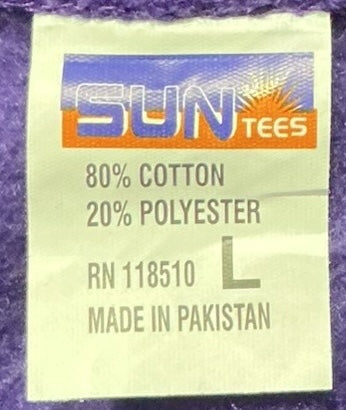 SUN TEES
80% COTTON
20% POLYESTER
RN 118510 L
MADE IN PAKISTAN